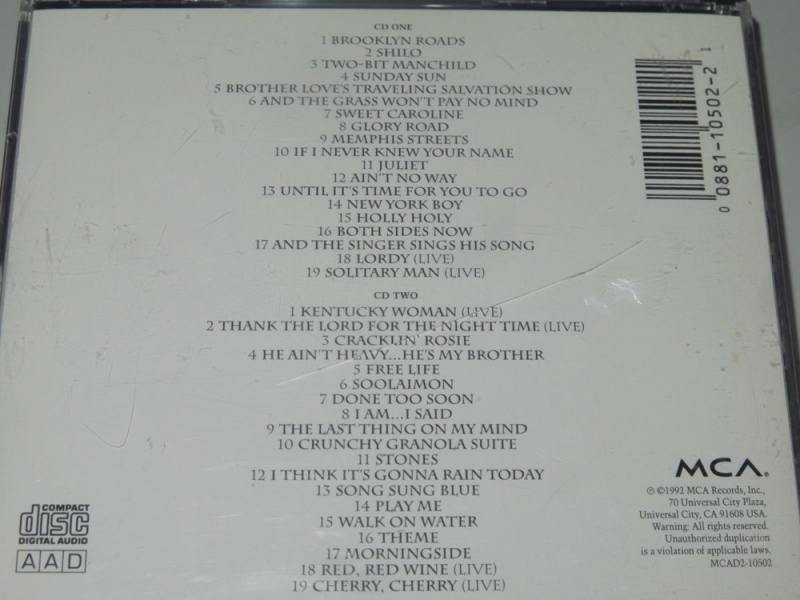 CD ONE
1 BROOKLYN ROADS
2 SHILO
3 TWO-BIT MANCHILD
4 SUNDAY SUN
5 BROTHER LOVE'S TRAVELING SALVATION SHOW
6 AND THE GRASS WON'T PAY NO MIND
7 SWEET CAROLINE
8 GLORY ROAD
9 MEMPHIS STREETS
10 IF I NEVER KNEW YOUR NAME
11 JULIET
12 AIN'T NO WAY
13 UNTIL IT'S TIME FOR YOU TO GO
14 NEW YORK BOY
15 HOLLY HOLY
16 BOTH SIDES NOW
17 AND THE SINGER SINGS HIS SONG
18 LORDY (LIVE)
19 SOLITARY MAN (LIVE)
CD TWO
1 KENTUCKY WOMAN (LIVE)
2 THANK THE LORD FOR THE NIGHT TIME (LIVE)
3 CRACKLIN' ROSIE
4 HE AIN'T HEAVY...HE'S MY BROTHER
5 FREE LIFE
6 SOOLAIMON
7 DONE TOO SOON
8 I AM...I SAID
9 THE LAST THING ON MY MIND
10 CRUNCHY GRANOLA SUITE
11 STONES
12 I THINK IT'S GONNA RAIN TODAY
13 SONG SUNG BLUE
14 PLAY ME
15 WALK ON WATER
16 THEME
17 MORNINGSIDE
18 RED, RED WINE (LIVE)
19 CHERRY, CHERRY (LIVE)
0 0881-10502-2 1
COMPACT
disc
DIGITAL AUDIO
AAD
MCA.
℗©1992 MCA Records, Inc.,
70 Universal City Plaza,
Universal City, CA 91608 USA.
Warning: All rights reserved.
Unauthorized duplication
is a violation of applicable laws.
MCAD2-10502